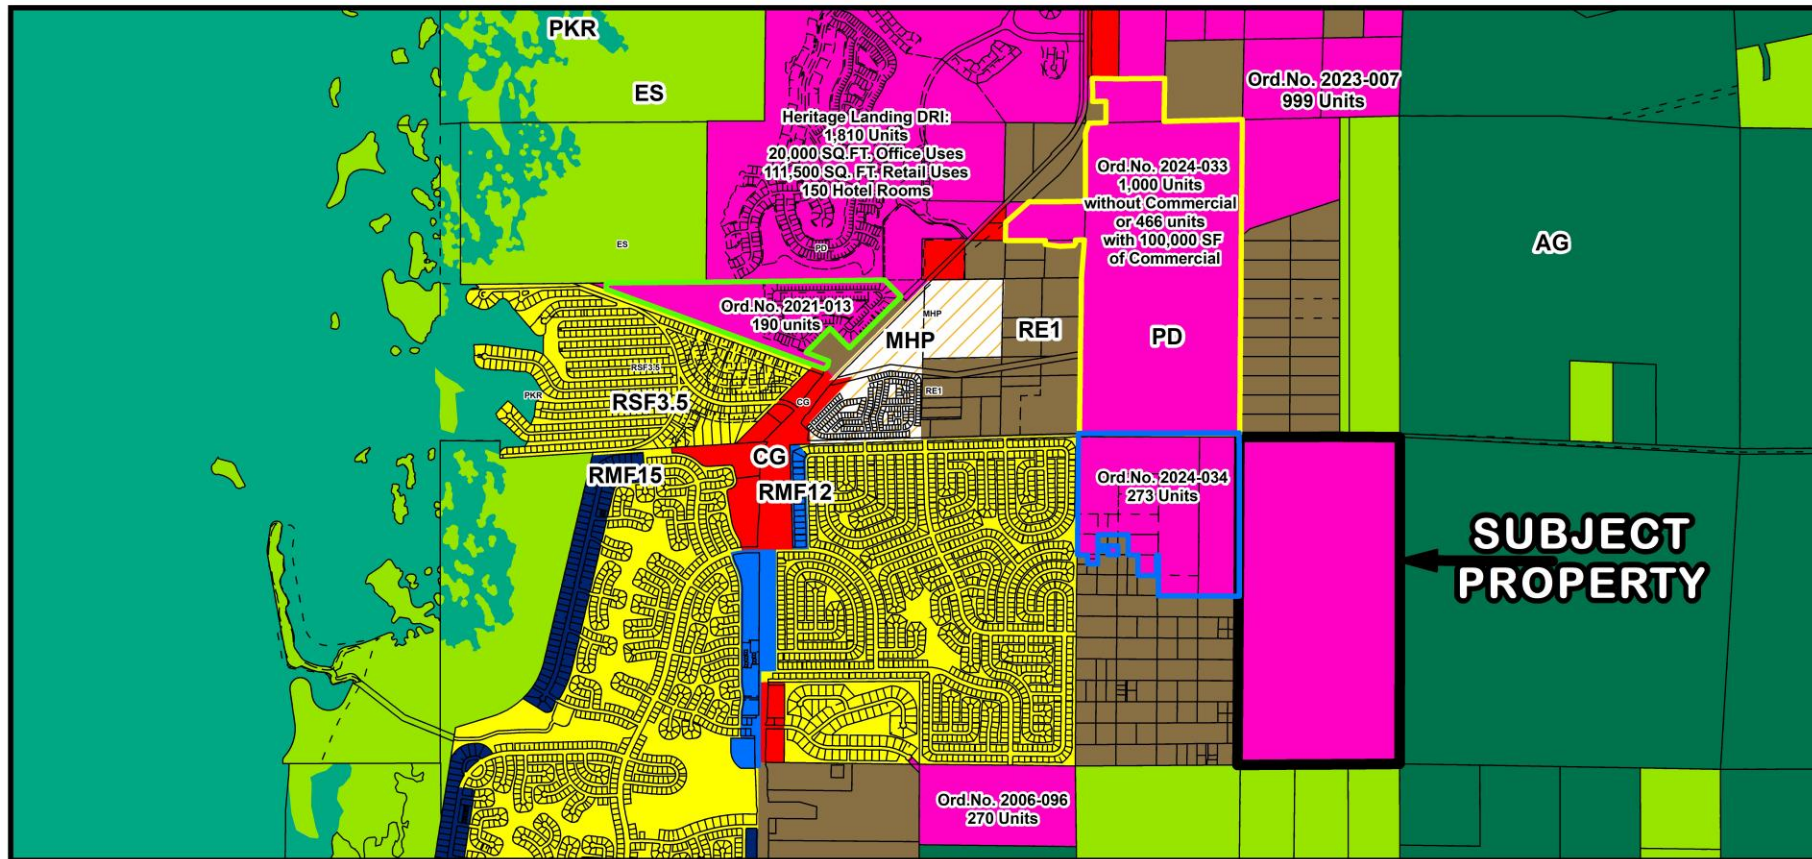 PKR
ES
Heritage Landing DRI:
1,810 Units
20,000 SQ.FT. Office Uses
111,500 SQ. FT. Retail Uses
150 Hotel Rooms
Ord.No. 2023-007
999 Units
Ord.No. 2024-033
1,000 Units
without Commercial
or 466 units
with 100,000 SF
of Commercial
AG
ES
PD
Ord.No. 2021-013
190 units
MHP
MHP
RE1
PD
RSF3.5
PKR
RSF3.5
CG
RE1
CG
RMF15
RMF12
Ord.No. 2024-034
273 Units
SUBJECT
PROPERTY
Ord.No. 2006-096
270 Units